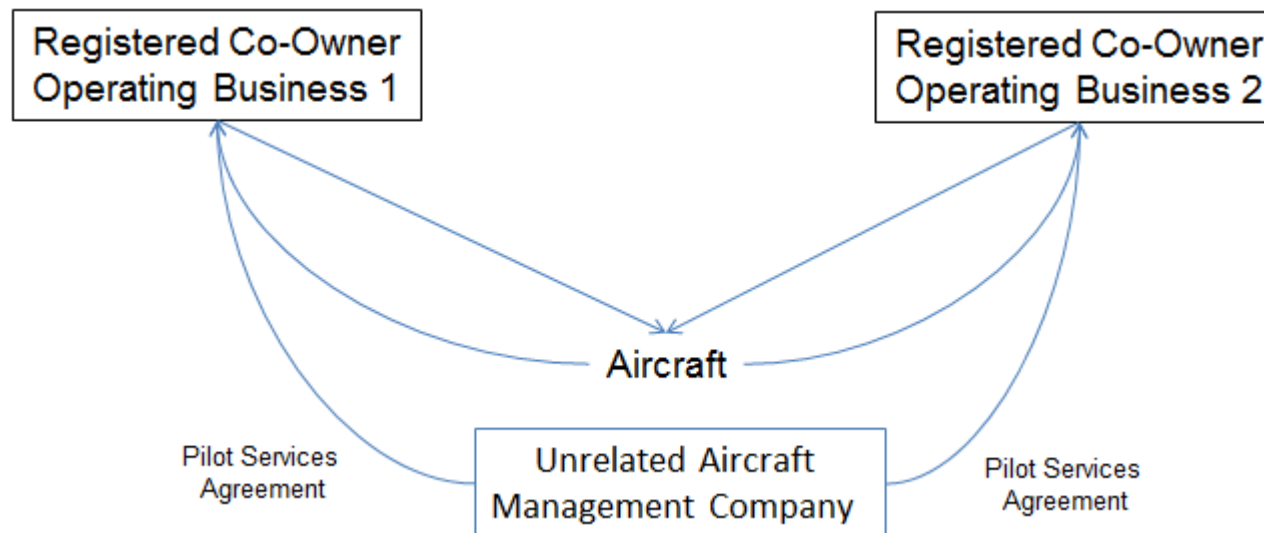 Registered Co-Owner
Operating Business 1
Registered Co-Owner
Operating Business 2
Aircraft
Pilot Services
Agreement
Unrelated Aircraft
Management Company
Pilot Services
Agreement